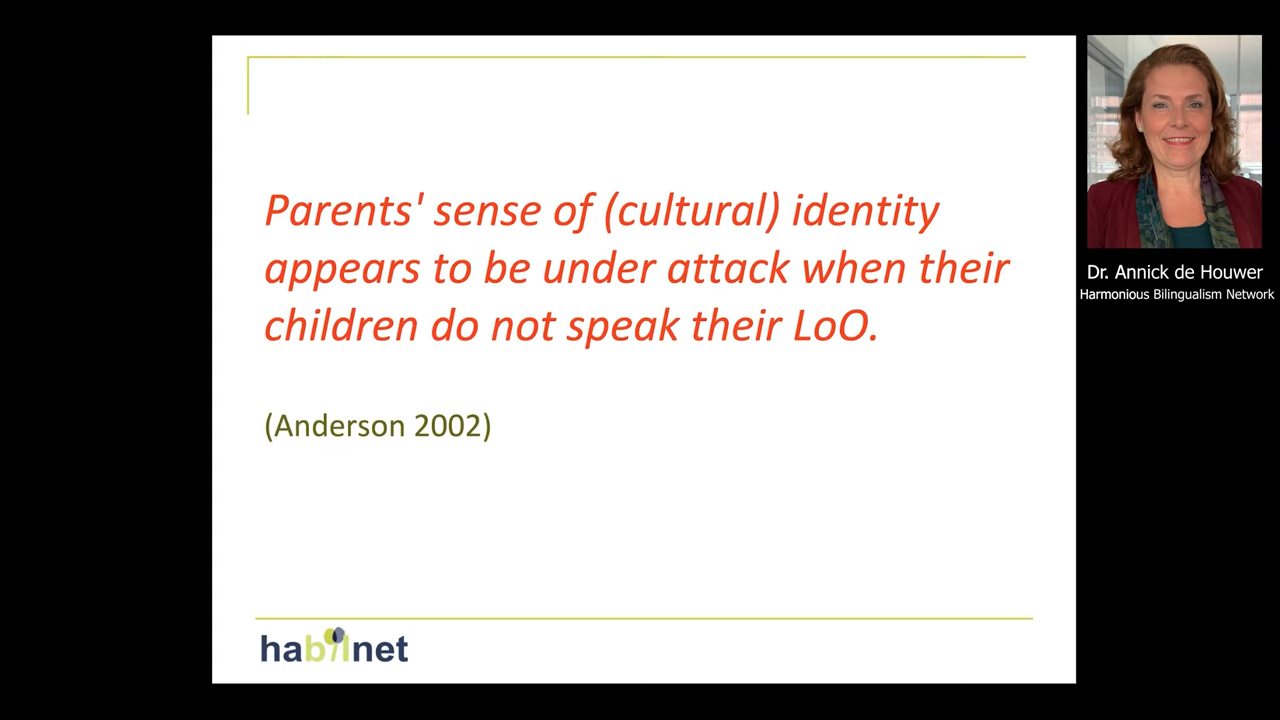 Parents' sense of (cultural) identity
appears to be under attack when their
children do not speak their LoO.
(Anderson 2002)
habilnet
Dr. Annick de Houwer
Harmonious Bilingualism Network